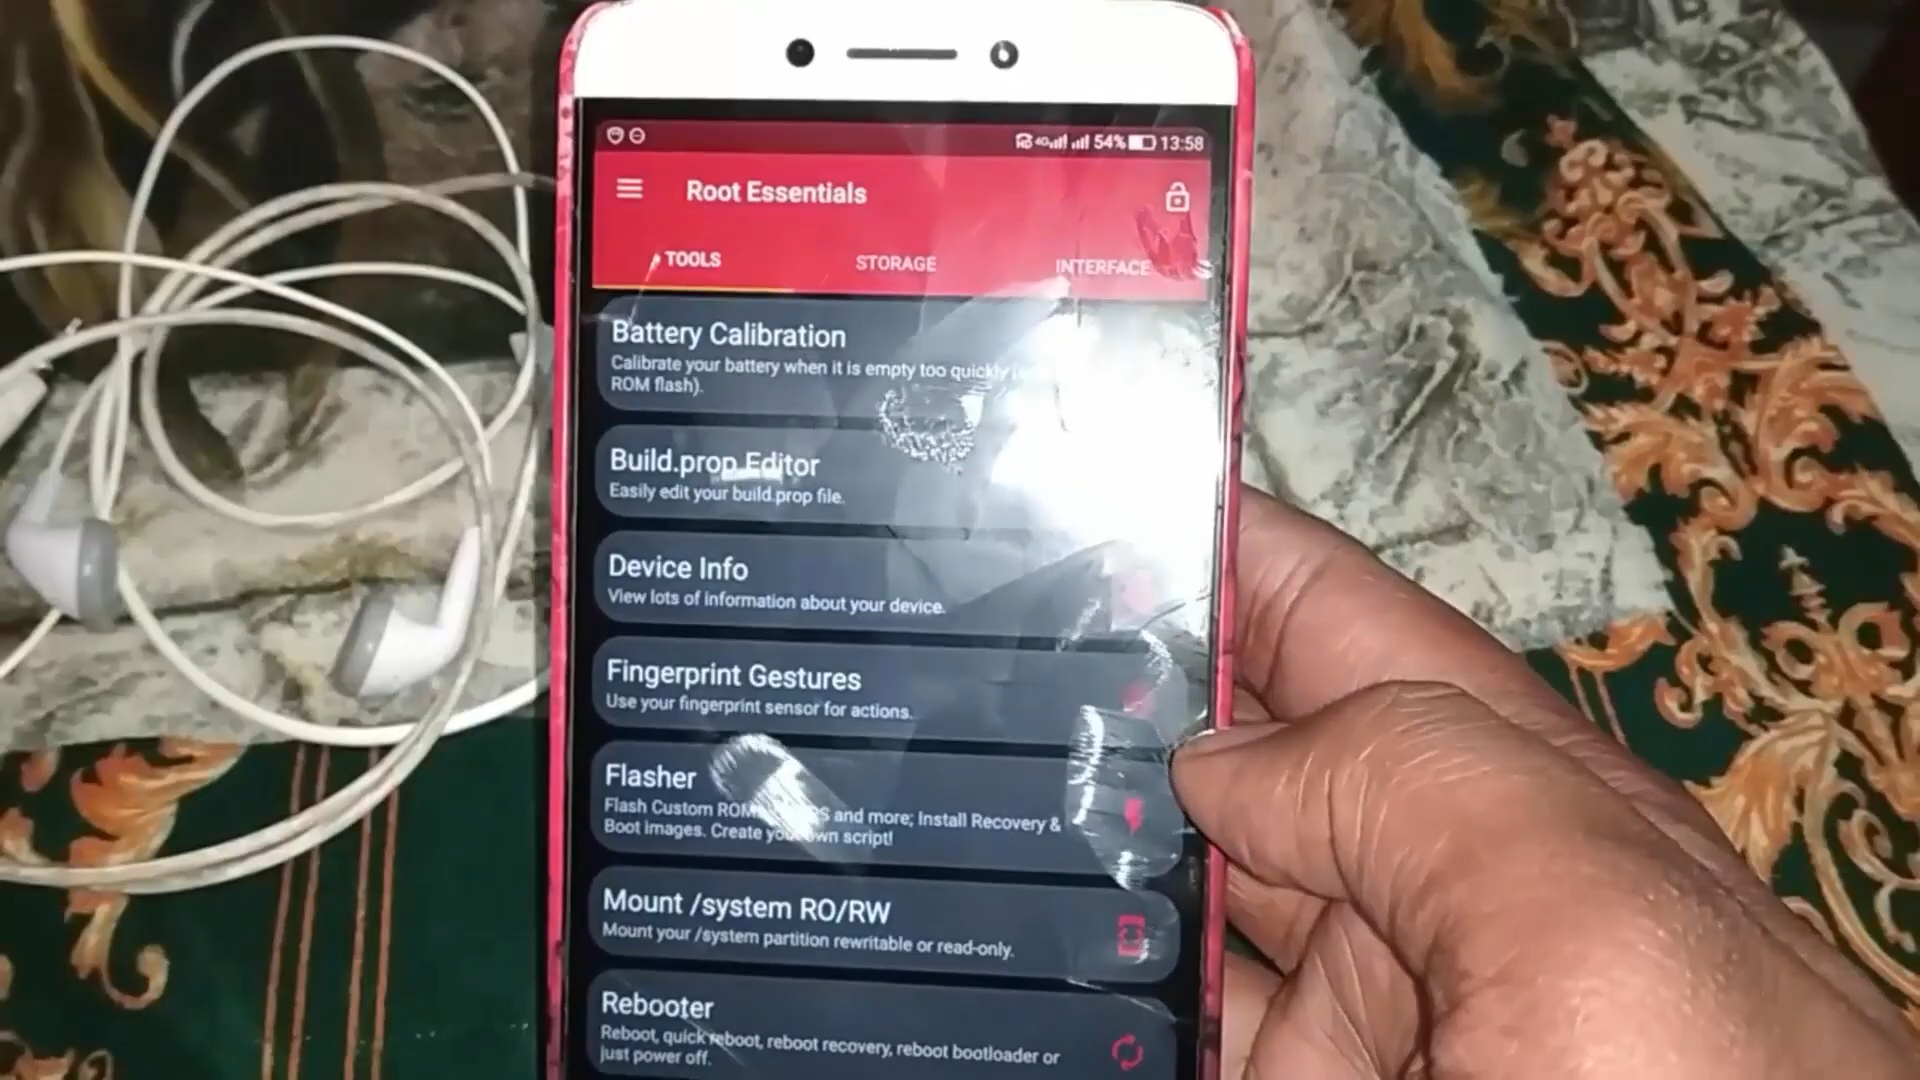 54% 13:58
Root Essentials
TOOLS STORAGE INTERFACE
Battery Calibration
Calibrate your battery when it is empty too quickly
ROM flash).
Build.prop Editor
Easily edit your build.prop file.
Device Info
View lots of information about your device.
Fingerprint Gestures
Use your fingerprint sensor for actions.
Flasher
Flash Custom and more; Install Recovery &
Boot Images. Create your own script!
Mount /system RO/RW
Mount your /system partition rewritable or read-only.
Rebooter
Reboot, quick reboot, reboot recovery, reboot bootloader or
just power off.